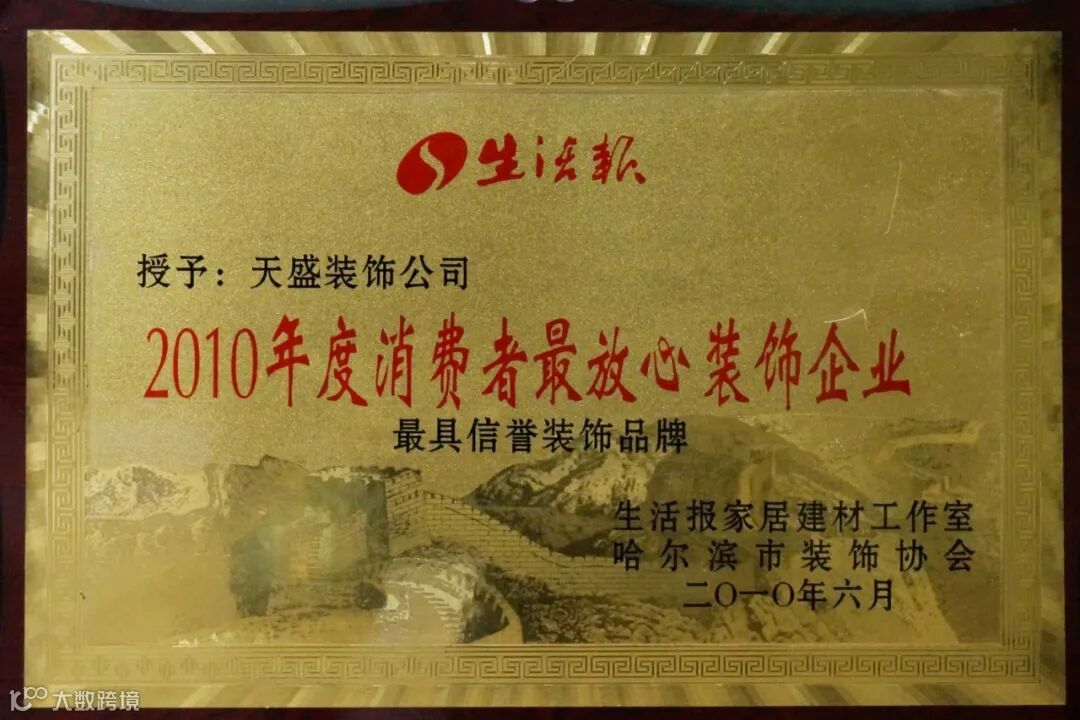 生活报
授予：天盛装饰公司
2010年度消费者最放心装饰企业
最具信誉装饰品牌
生活报家居建材工作室
哈尔滨市装饰协会
二O一O年六月
大数跨境